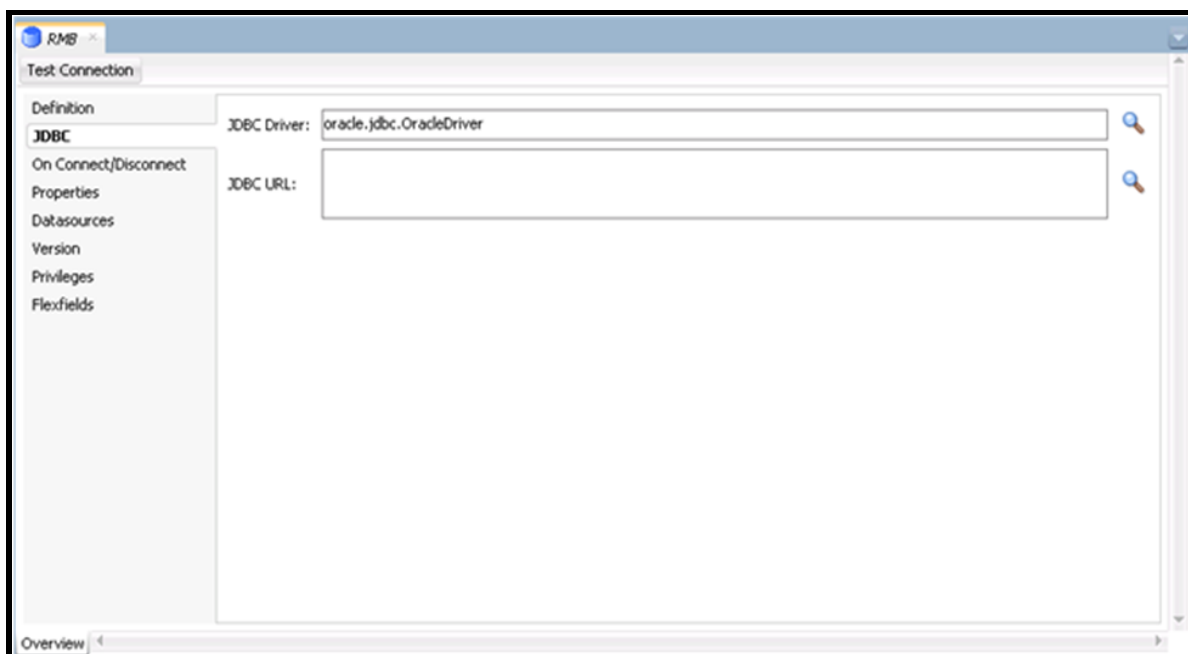 RMB
Test Connection
Definition
JDBC
On Connect/Disconnect
Properties
Datasources
Version
Privileges
Flexfields
JDBC Driver: oracle.jdbc.OracleDriver
JDBC URL:
Overview